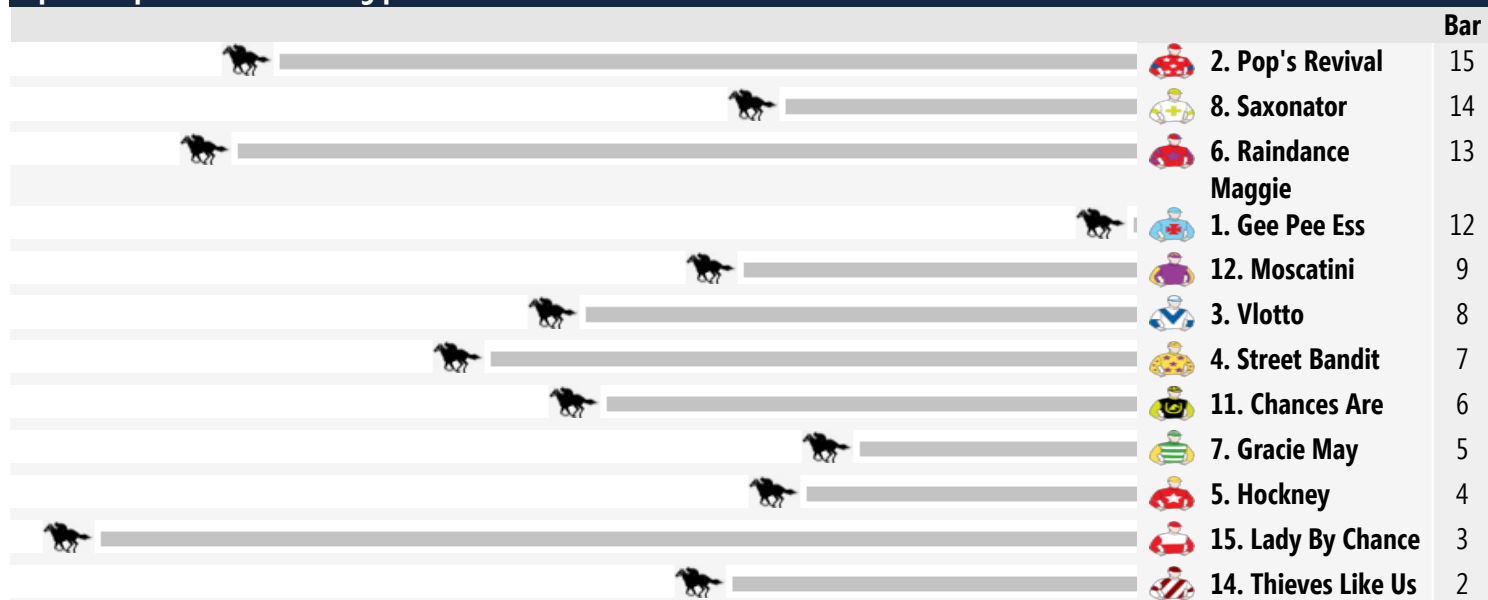 Bar
2. Pop's Revival 15
8. Saxonator 14
6. Raindance 13
Maggie
1. Gee Pee Ess 12
12. Moscatini 9
3. Vlotto 8
4. Street Bandit 7
11. Chances Are 6
7. Gracie May 5
5. Hockney 4
15. Lady By Chance 3
14. Thieves Like Us 2